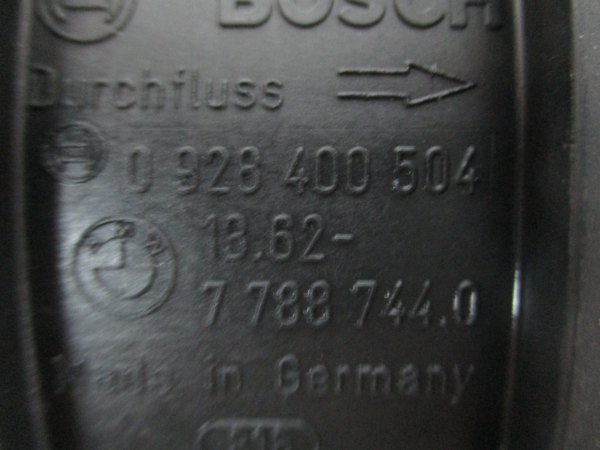 BOSCH
Durchfluss
0 928 400 504
13.62-
7 788 744.0
Made in Germany